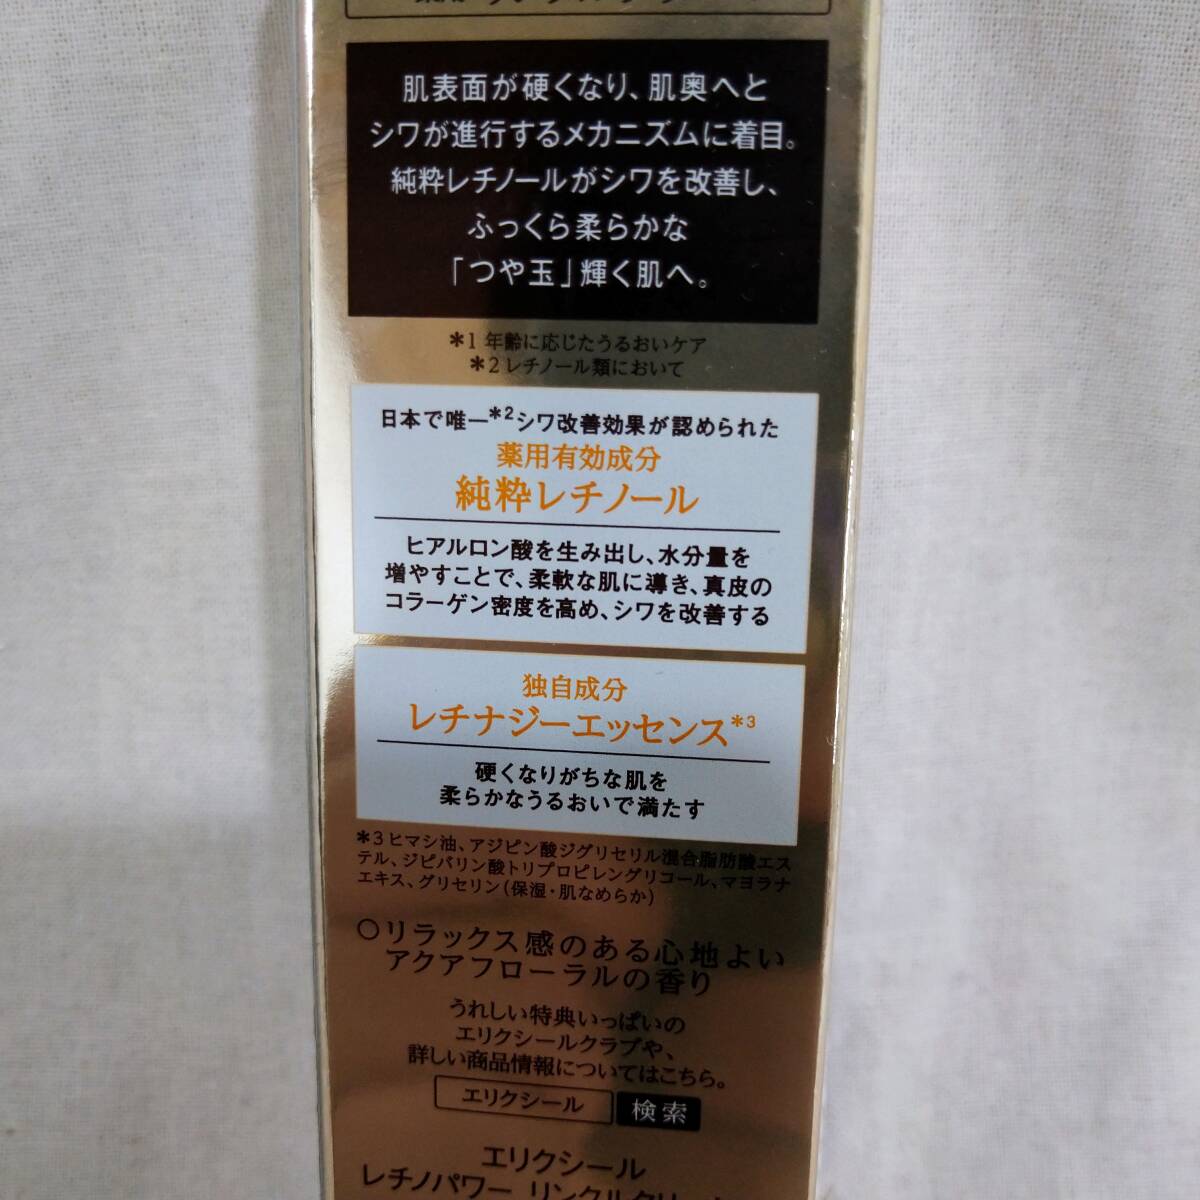 肌表面が硬くなり、肌奥へと
シワが進行するメカニズムに着目。
純粋レチノールがシワを改善し、
ふっくら柔らかな
「つや玉」輝く肌へ。
*1 年齢に応じたうるおいケア
*2 レチノール類において
日本で唯一*2シワ改善効果が認められた
薬用有効成分
純粋レチノール
ヒアルロン酸を生み出し、水分量を
増やすことで、柔軟な肌に導き、真皮の
コラーゲン密度を高め、シワを改善する
独自成分
レチナジーエッセンス*3
硬くなりがちな肌を
柔らかなうるおいで満たす
*3 ヒマシ油、アジピン酸ジグリセリル混合脂肪酸エス
テル、ジピバリン酸トリプロピレングリコール、マヨラナ
エキス、グリセリン(保湿・肌なめらか)
○リラックス感のある心地よい
アクアフローラルの香り
うれしい特典いっぱいの
エリクシールクラブや、
詳しい商品情報についてはこちら。
エリクシール 検索
エリクシール
レチノパワー リンクルクリーム